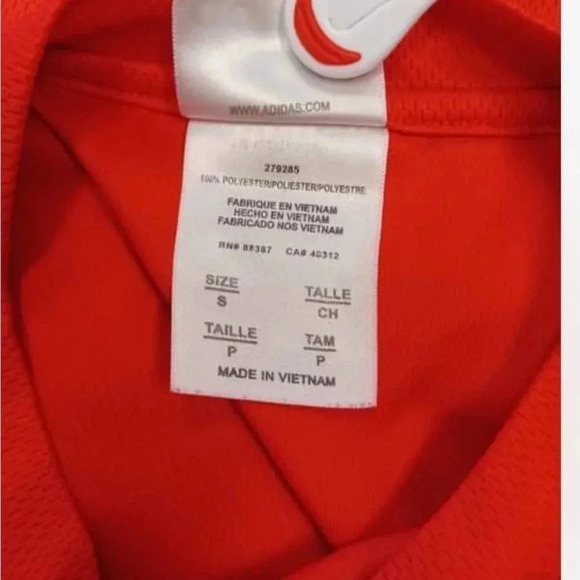 WWW.ADIDAS.COM
279285
100% POLYESTER/POLIESTER/POLYESTRE
FABRIQUE EN VIETNAM
HECHO EN VIETNAM
FABRICADO NOS VIETNAM
RN# 88387 CA# 40312
SIZE TALLE
S CH
TAILLE TAM
P P
MADE IN VIETNAM